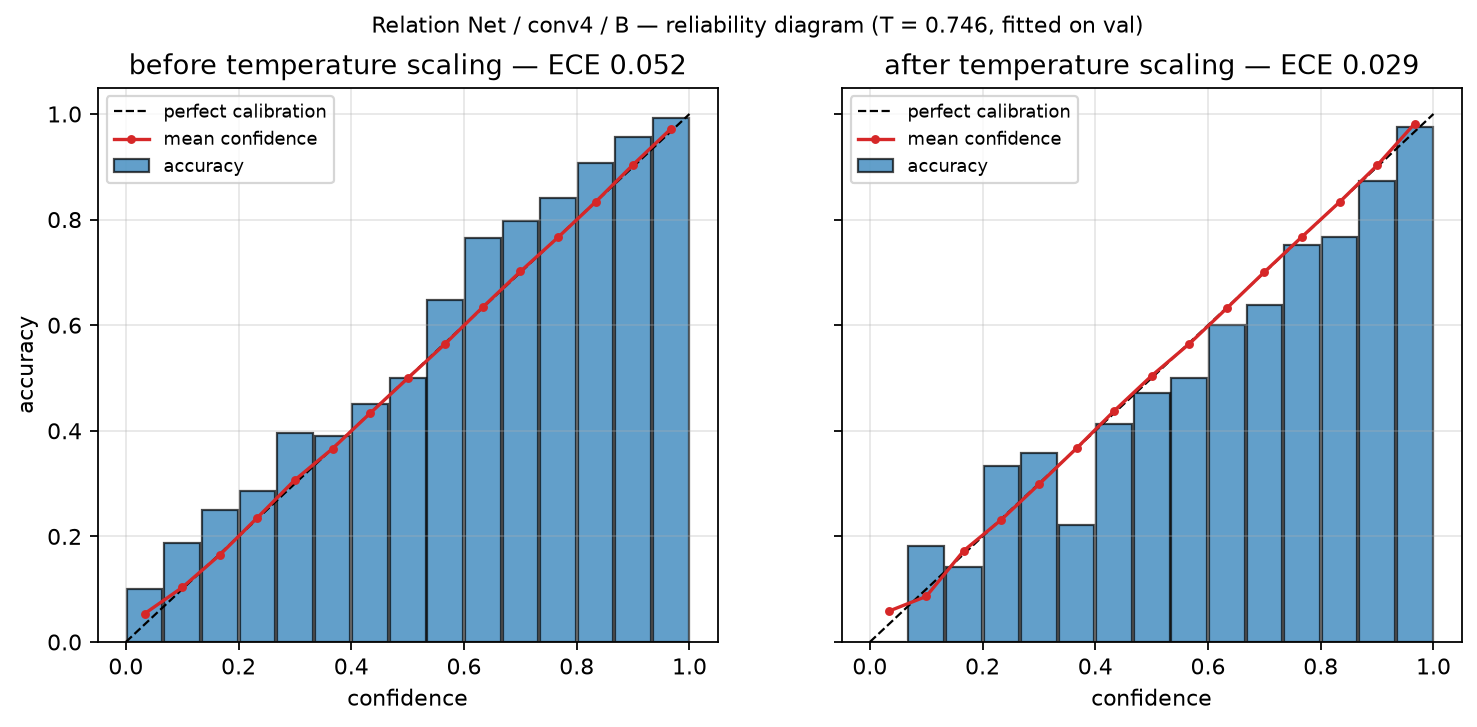 Relation Net / conv4 / B — reliability diagram (T = 0.746, fitted on val)
before temperature scaling — ECE 0.052
perfect calibration
mean confidence
accuracy
1.0
0.8
0.6
0.4
0.2
0.0
accuracy
0.0 0.2 0.4 0.6 0.8 1.0
confidence
after temperature scaling — ECE 0.029
perfect calibration
mean confidence
accuracy
0.0 0.2 0.4 0.6 0.8 1.0
confidence